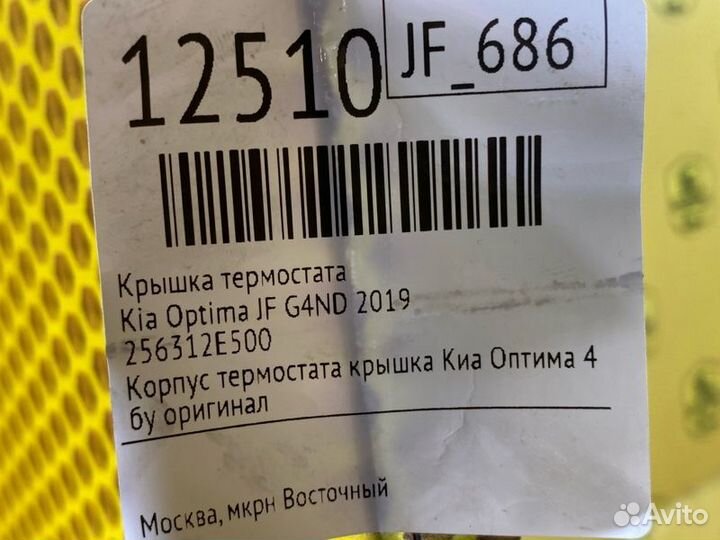 12510
JF_686
Крышка термостата
Kia Optima JF G4ND 2019
256312E500
Корпус термостата крышка Киа Оптима 4
бу оригинал
Москва, мкрн Восточный
Avito